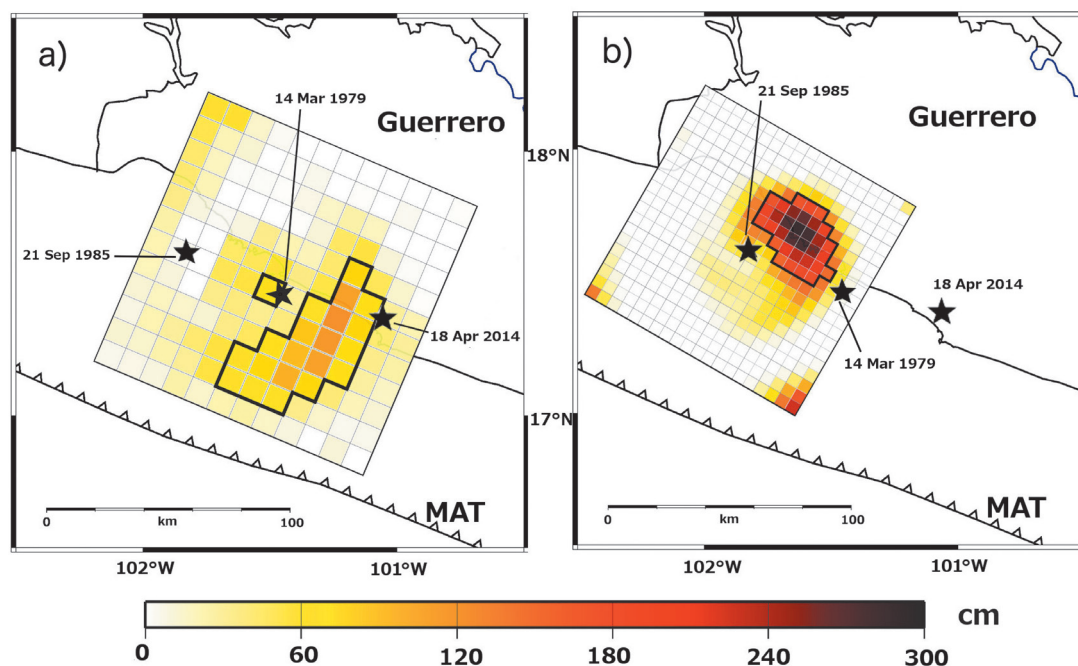 a)
14 Mar 1979
Guerrero
21 Sep 1985
18 Apr 2014
MAT
0 km 100
102°W 101°W
18°N
17°N
b)
21 Sep 1985
Guerrero
18 Apr 2014
14 Mar 1979
MAT
0 km 100
102°W 101°W
cm
0 60 120 180 240 300